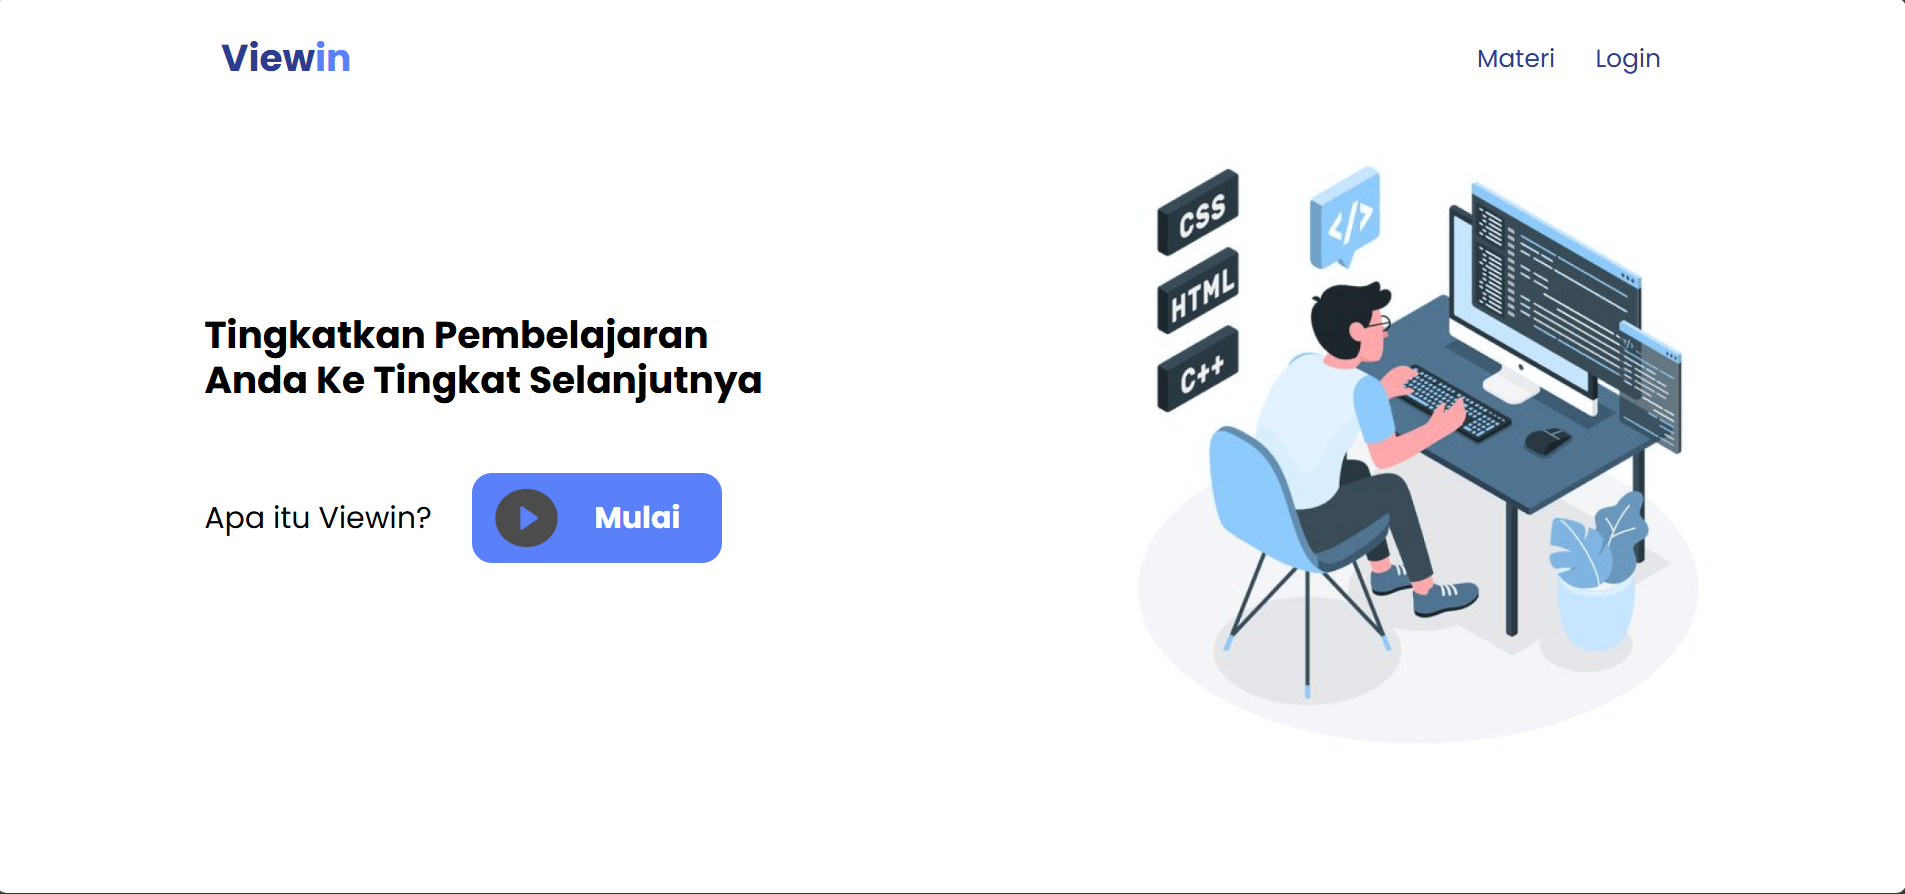 Viewin
Materi
Login
Tingkatkan Pembelajaran
Anda Ke Tingkat Selanjutnya
Apa itu Viewin?
Mulai
CSS
</>
HTML
C++